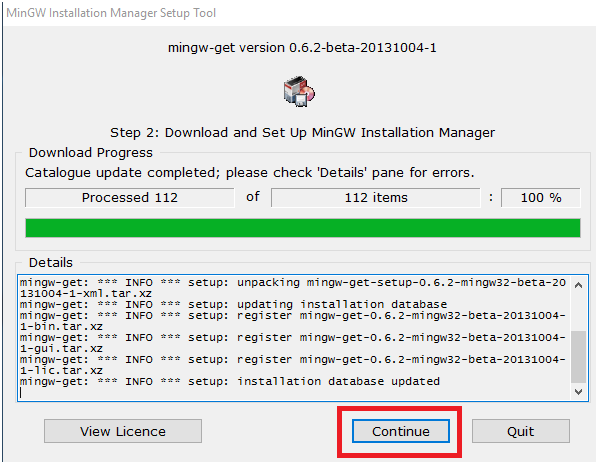 MinGW Installation Manager Setup Tool
mingw-get version 0.6.2-beta-20131004-1
Step 2: Download and Set Up MinGW Installation Manager
Download Progress
Catalogue update completed; please check 'Details' pane for errors.
Processed 112 of 112 items : 100 %
Details
mingw-get: *** INFO *** setup: unpacking mingw-get-setup-0.6.2-mingw32-beta-20
131004-1-xml.tar.xz
mingw-get: *** INFO *** setup: updating installation database
mingw-get: *** INFO *** setup: register mingw-get-0.6.2-mingw32-beta-20131004-
1-bin.tar.xz
mingw-get: *** INFO *** setup: register mingw-get-0.6.2-mingw32-beta-20131004-
1-gui.tar.xz
mingw-get: *** INFO *** setup: register mingw-get-0.6.2-mingw32-beta-20131004-
1-lic.tar.xz
mingw-get: *** INFO *** setup: installation database updated
View Licence Continue Quit